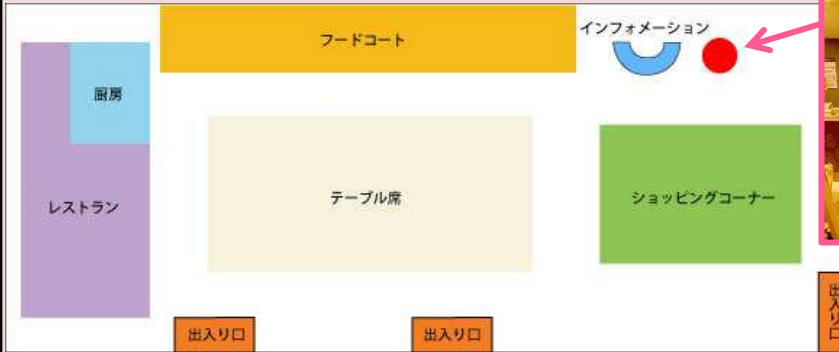 フードコート
インフォメーション
厨房
レストラン
テーブル席
ショッピングコーナー
出入り口
出入り口
出入り口